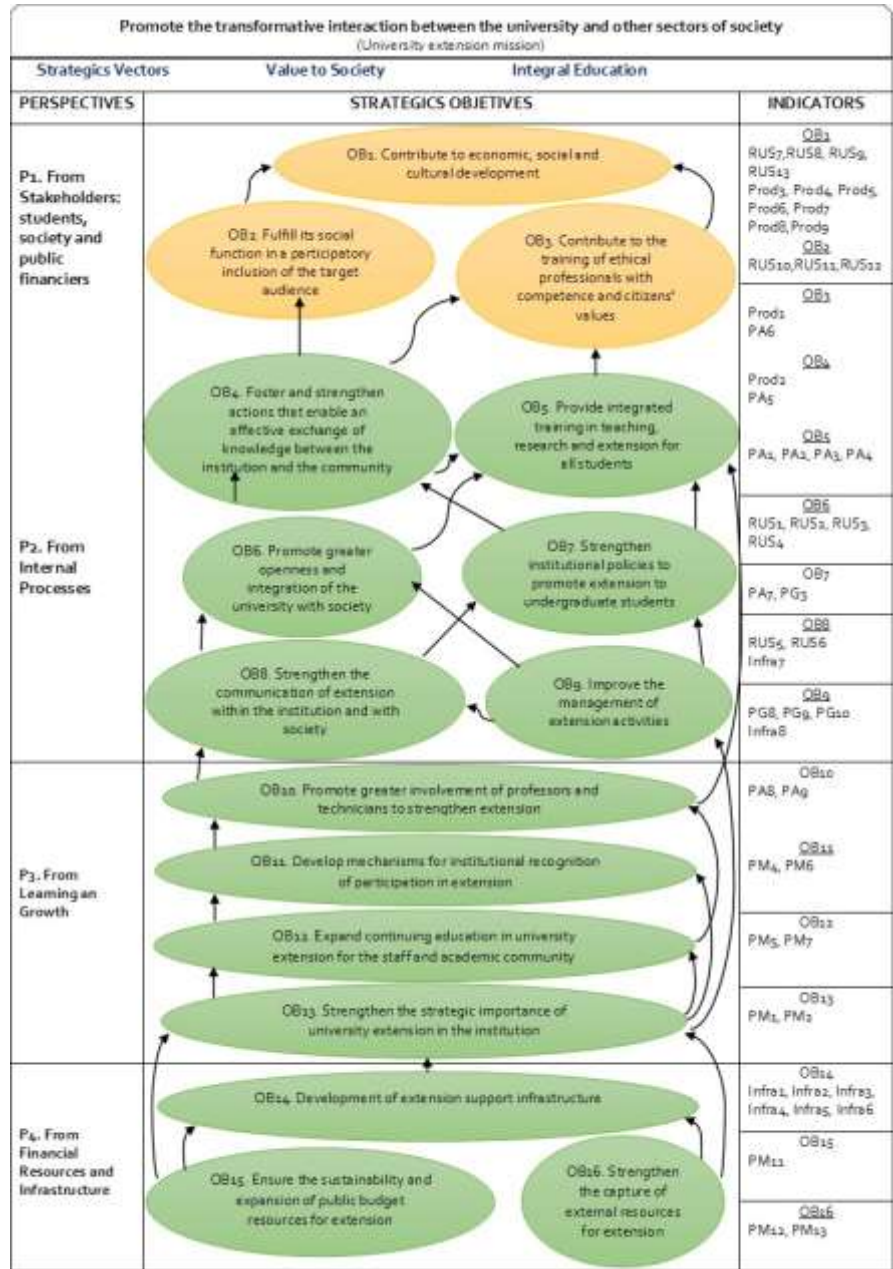 Promote the transformative interaction between the university and other sectors of society
(University extension mission)
Strategics Vectors Value to Society Integral Education
PERSPECTIVES STRATEGICS OBJETIVES INDICATORS
P1. From
Stakeholders:
students,
society and
public
financiers
OB1. Contribute to economic, social and
cultural development
OB2. Fulfill its social
function in a participatory
inclusion of the target
audience
OB3. Contribute to the
training of ethical
professionals with
competence and citizens'
values
OB1
RUS7,RUS8, RUS9,
RUS13
Prod3, Prod4, Prod5,
Prod6, Prod7
Prod8,Prod9
OB2
RUS10,RUS11,RUS12
OB3
Prod1
PA6
P2. From
Internal
Processes
OB4. Foster and strengthen
actions that enable an
affective exchange of
knowledge between the
institution and the community
OB5. Provide integrated
training in teaching,
research and extension for
all students
OB6. Promote greater
openness and
integration of the
university with society
OB7. Strengthen
institutional policies to
promote extension to
undergraduate students
OB8. Strengthen the
communication of extension
within the institution and with
society
OB9. Improve the
management of
extension activities
OB4
Prod2
PA5
OB5
PA1, PA2, PA3, PA4
OB6
RUS1, RUS2, RUS3,
RUS4
OB7
PA7, PG3
OB8
RUS5, RUS6
Infra7
OB9
PG8, PG9, PG10
Infra8
P3. From
Learning an
Growth
OB10. Promote greater involvement of professors and
technicians to strengthen extension
OB11. Develop mechanisms for institutional recognition
of participation in extension
OB12. Expand continuing education in university
extension for the staff and academic community
OB13. Strengthen the strategic importance of
university extension in the institution
OB10
PA8, PA9
OB11
PM4, PM6
OB12
PM5, PM7
OB13
PM1, PM2
P4. From
Financial
Resources and
Infrastructure
OB14. Development of extension support infrastructure
OB15. Ensure the sustainability and
expansion of public budget
resources for extension
OB16. Strengthen
the capture of
external resources
for extension
OB14
Infra1, Infra2, Infra3,
Infra4, Infra5, Infra6
OB15
PM11
OB16
PM12, PM13